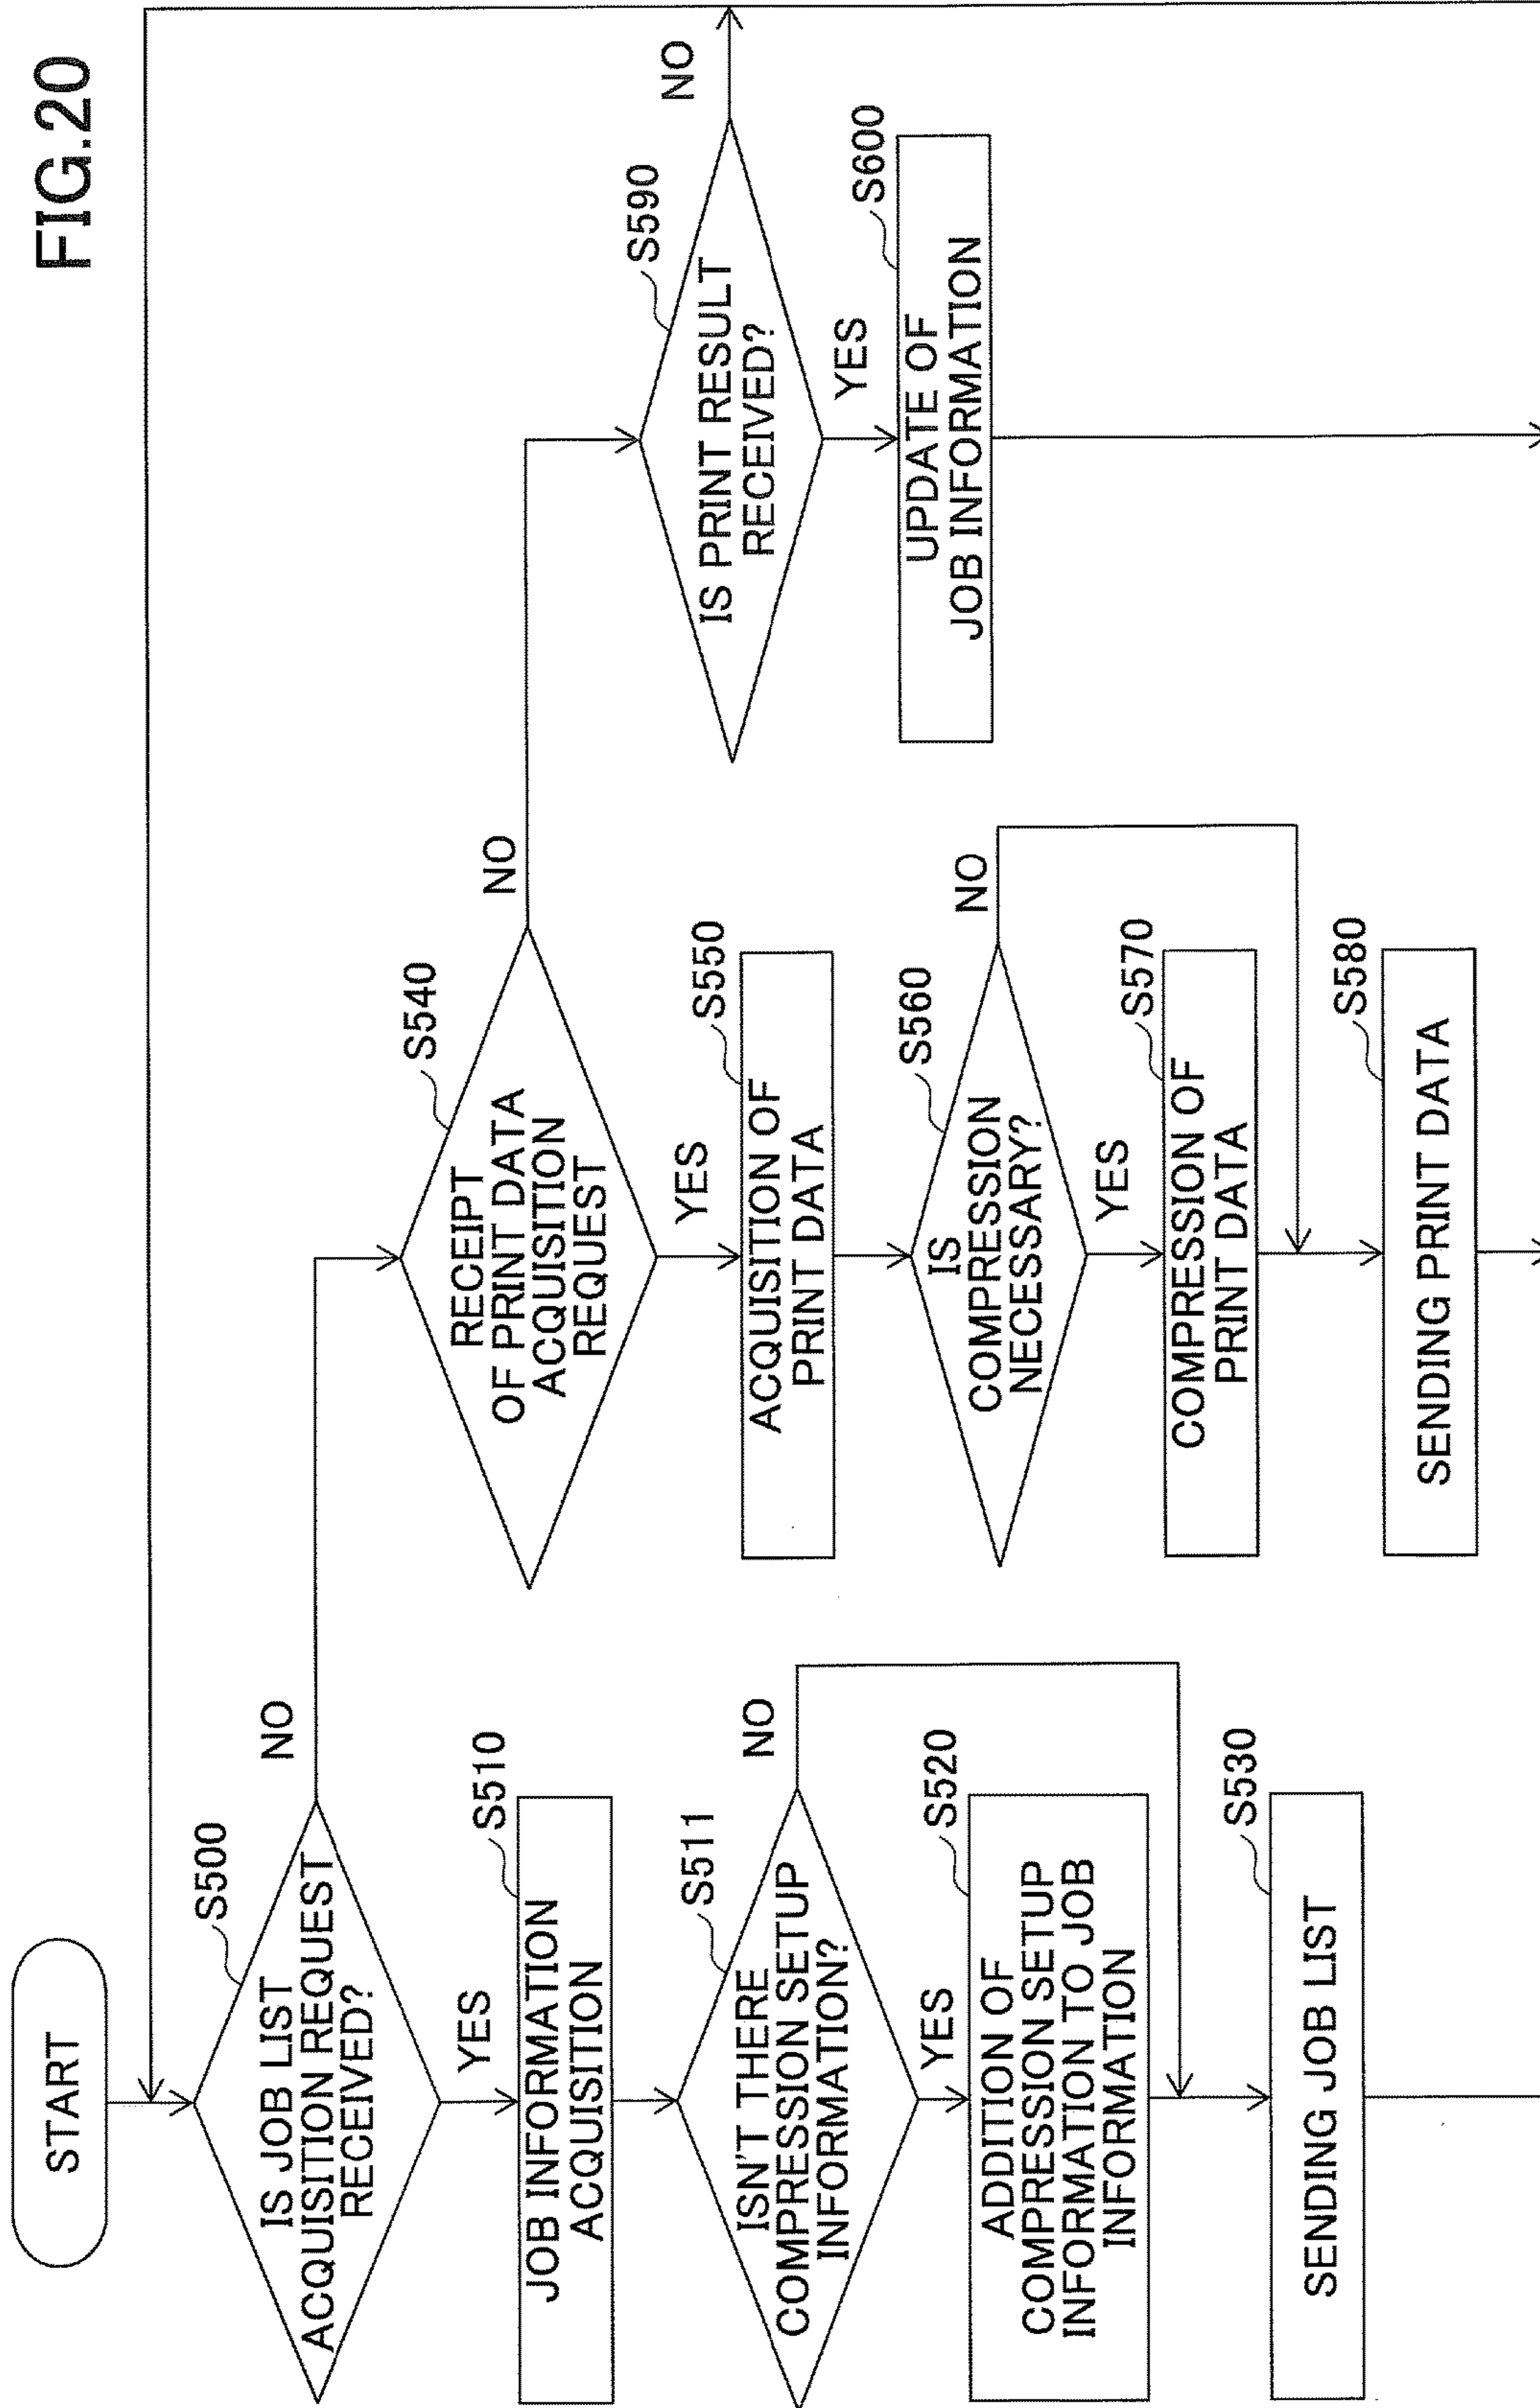 FIG.20
START
S500
IS JOB LIST
ACQUISITION REQUEST
RECEIVED?
NO
YES
S510
JOB INFORMATION
ACQUISITION
S511
ISN'T THERE
COMPRESSION SETUP
INFORMATION?
NO
YES
S520
ADDITION OF
COMPRESSION SETUP
INFORMATION TO JOB
INFORMATION
S530
SENDING JOB LIST
S540
RECEIPT
OF PRINT DATA
ACQUISITION
REQUEST
NO
YES
S550
ACQUISITION OF
PRINT DATA
S560
IS
COMPRESSION
NECESSARY?
NO
YES
S570
COMPRESSION OF
PRINT DATA
S580
SENDING PRINT DATA
S590
IS PRINT RESULT
RECEIVED?
NO
YES
S600
UPDATE OF
JOB INFORMATION